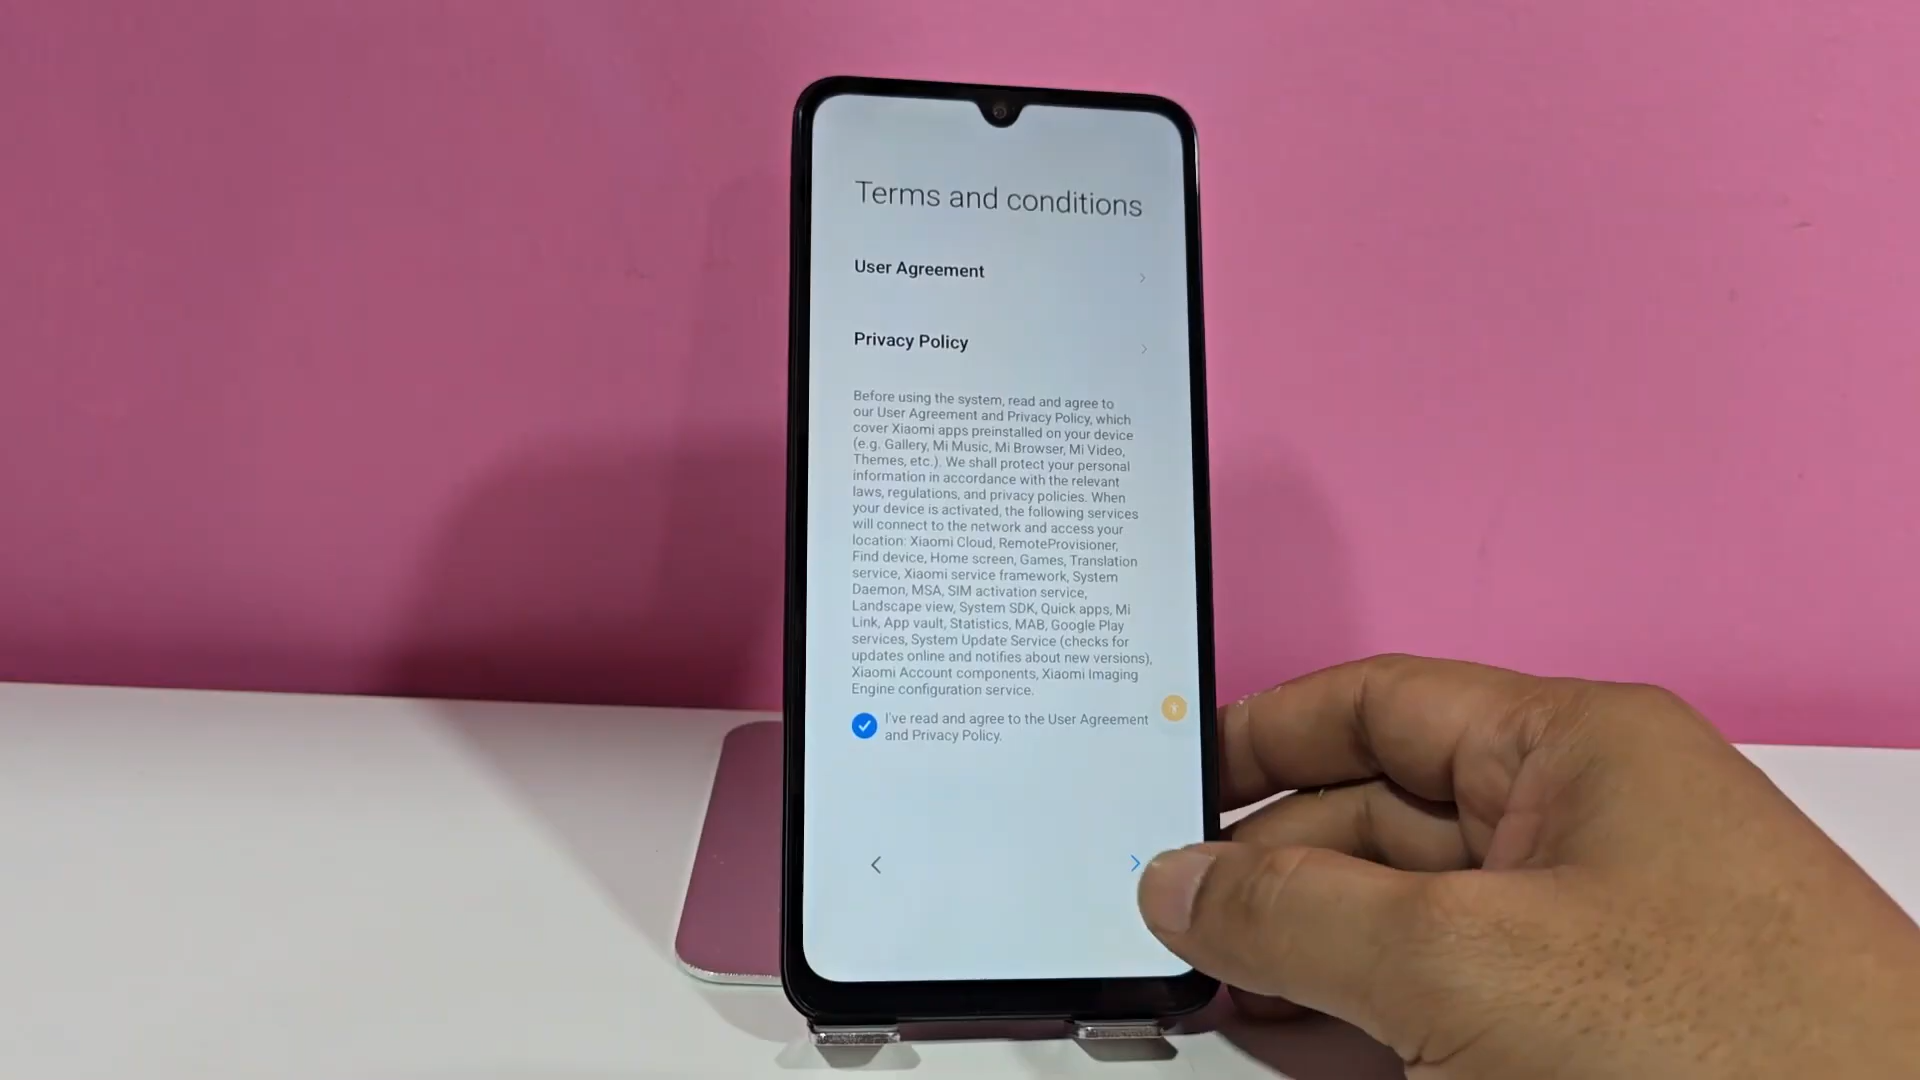 Terms and conditions
User Agreement
Privacy Policy
Before using the system, read and agree to
our User Agreement and Privacy Policy, which
cover Xiaomi apps preinstalled on your device
(e.g. Gallery, Mi Music, Mi Browser, Mi Video,
Themes, etc.). We shall protect your personal
information in accordance with the relevant
laws, regulations, and privacy policies. When
your device is activated, the following services
will connect to the network and access your
location: Xiaomi Cloud, RemoteProvisioner,
Find device, Home screen, Games, Translation
service, Xiaomi service framework, System
Daemon, MSA, SIM activation service,
Landscape view, System SDK, Quick apps, Mi
Link, App vault, Statistics, MAB, Google Play
services, System Update Service (checks for
updates online and notifies about new versions),
Xiaomi Account components, Xiaomi Imaging
Engine configuration service.
I've read and agree to the User Agreement
and Privacy Policy.